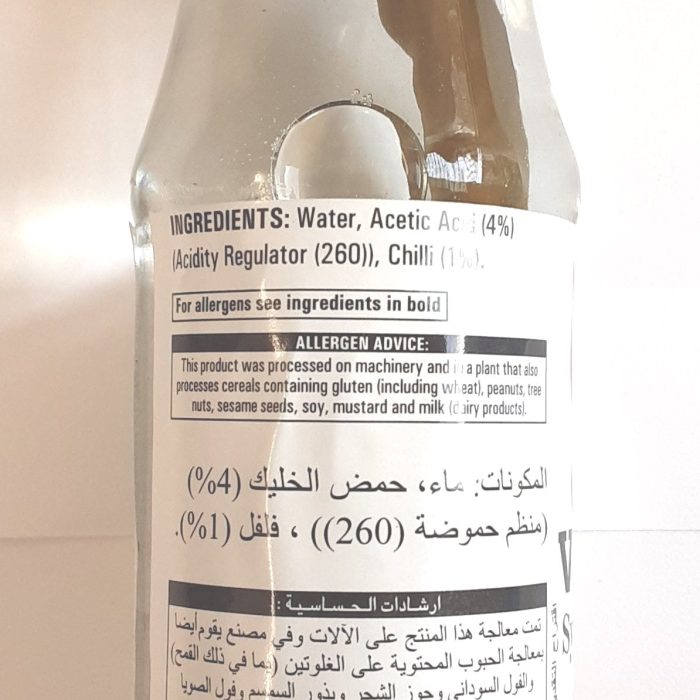 INGREDIENTS: Water, Acetic Acid (4%)
(Acidity Regulator (260)), Chilli (1%).
For allergens see ingredients in bold
ALLERGEN ADVICE:
This product was processed on machinery and in a plant that also
processes cereals containing gluten (including wheat), peanuts, tree
nuts, sesame seeds, soy, mustard and milk (dairy products).
المكونات: ماء، حمض الخليك (4%)
(منظم حموضة (260)) ، فلفل (1%).
ارشادات الحساسية :
تمت معالجة هذا المنتج على الآلات وفي مصنع يقوم أيضا
بمعالجة الحبوب المحتوية على الغلوتين (بما في ذلك القمح)
والفول السوداني وجوز الشجر وبذور السمسم وفول الصويا